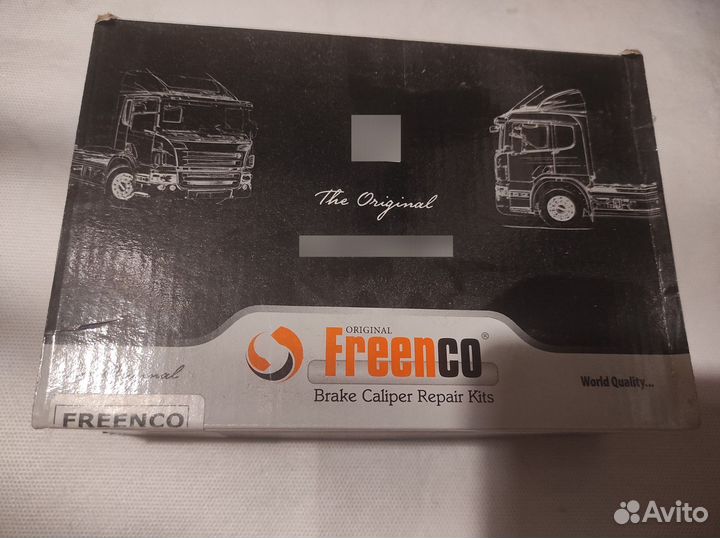 The Original
ORIGINAL
Freenco®
Brake Caliper Repair Kits
World Quality...
FREENCO
Avito